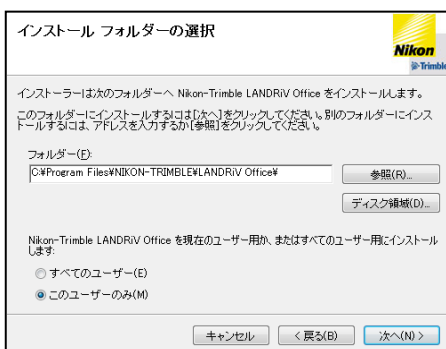 インストール フォルダーの選択
Nikon
Trimble
インストーラーは次のフォルダーへ Nikon-Trimble LANDRiV Office をインストールします。
このフォルダーにインストールするには[次へ]をクリックしてください。別のフォルダーにインス
トールするには、アドレスを入力するか[参照]をクリックしてください。
フォルダー(F):
C:¥Program Files¥NIKON-TRIMBLE¥LANDRiV Office¥
参照(R)...
ディスク領域(D)...
Nikon-Trimble LANDRiV Office を現在のユーザー用か、またはすべてのユーザー用にインストール
します:
すべてのユーザー(E)
このユーザーのみ(M)
キャンセル
< 戻る(B)
次へ(N) >